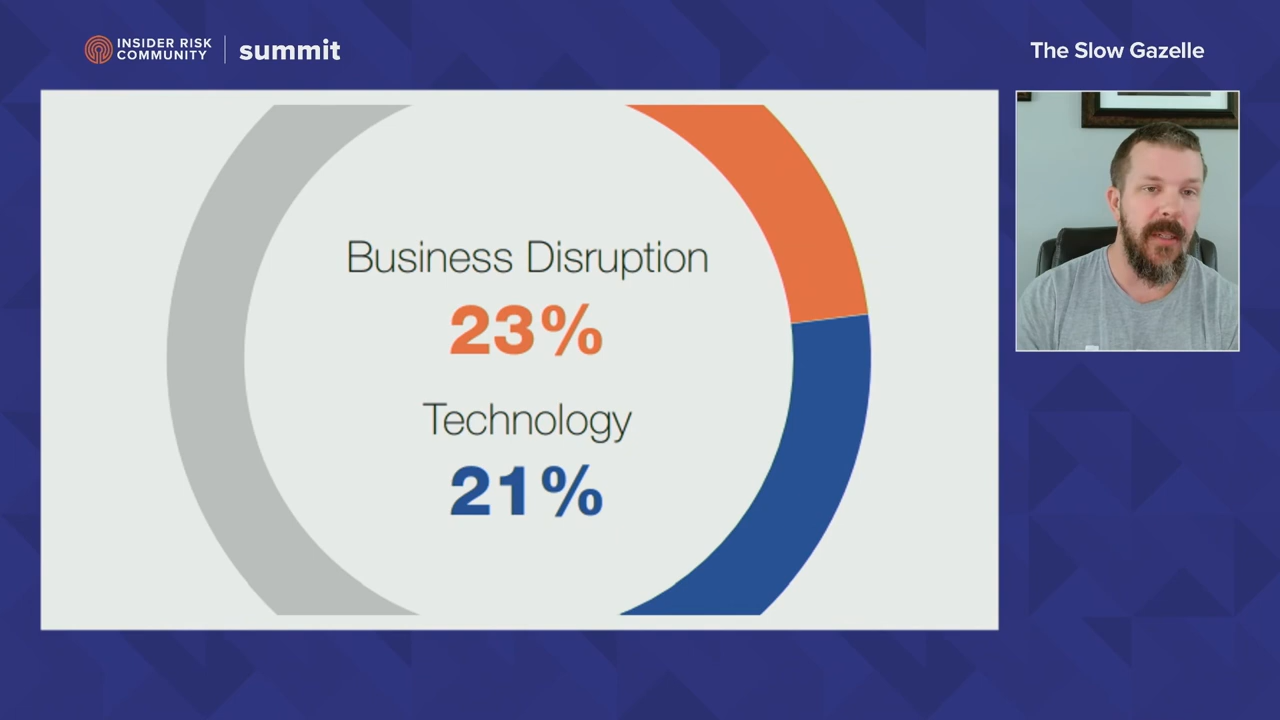 INSIDER RISK
COMMUNITY
summit
The Slow Gazelle
Business Disruption
23%
Technology
21%